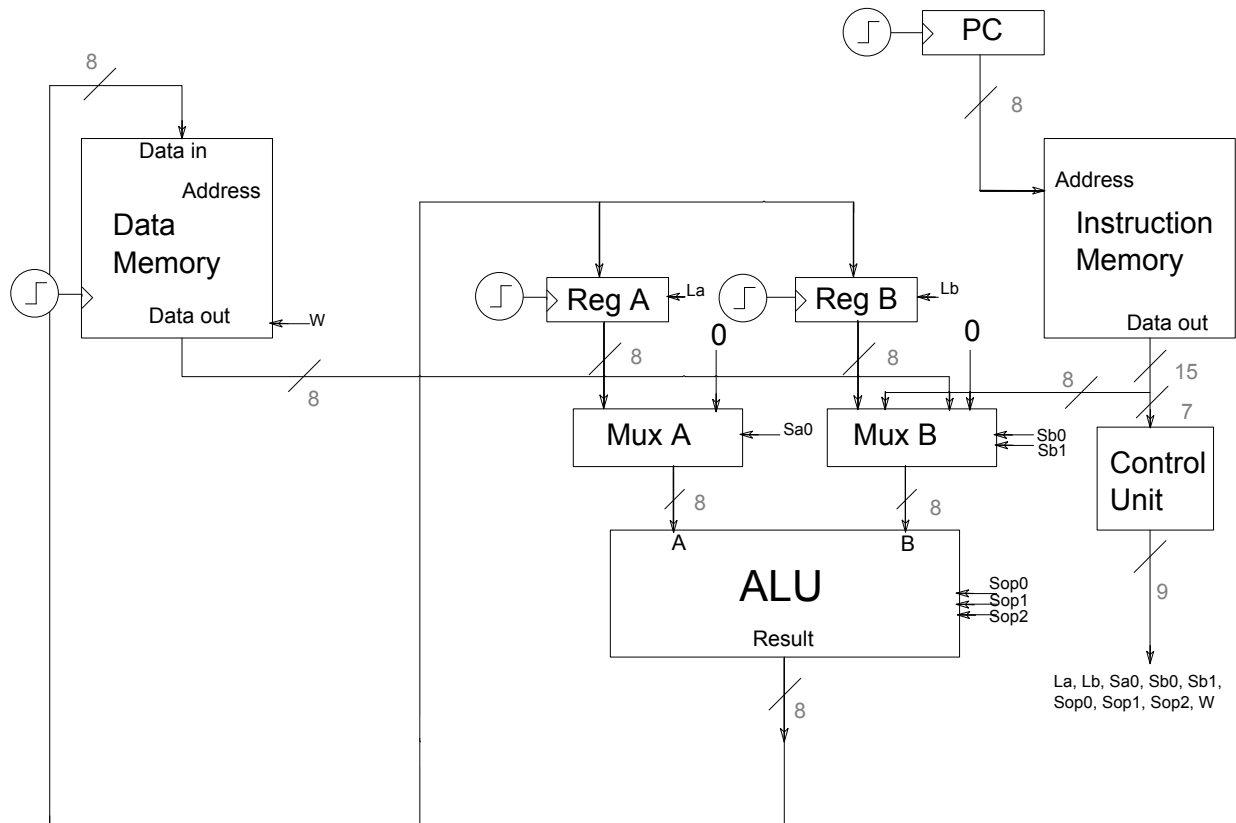 PC
8
8
Data in
Address
Data
Memory
Data out
W
8
Address
Instruction
Memory
Data out
15
8
7
Reg A
La
Reg B
Lb
8
0
8
0
Mux A
Sa0
Mux B
Sb0
Sb1
Control
Unit
8
8
9
A
B
ALU
Result
Sop0
Sop1
Sop2
8
La, Lb, Sa0, Sb0, Sb1,
Sop0, Sop1, Sop2, W